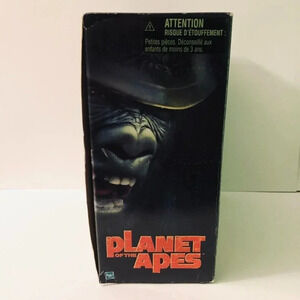 ATTENTION
RISQUE D'ÉTOUFFEMENT :
Petites pièces. Déconseillé aux
enfants de moins de 3 ans.
PLANET
OF THE APES